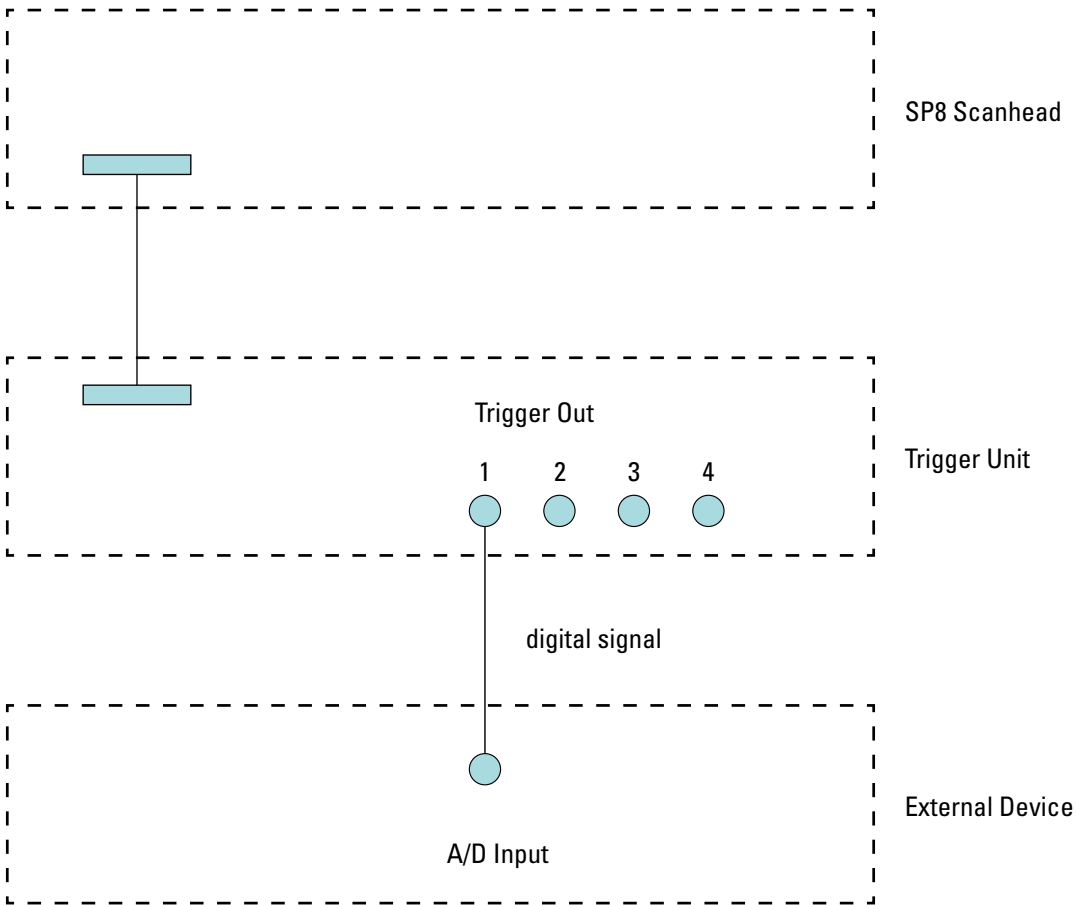 SP8 Scanhead
Trigger Out
1 2 3 4
Trigger Unit
digital signal
External Device
A/D Input